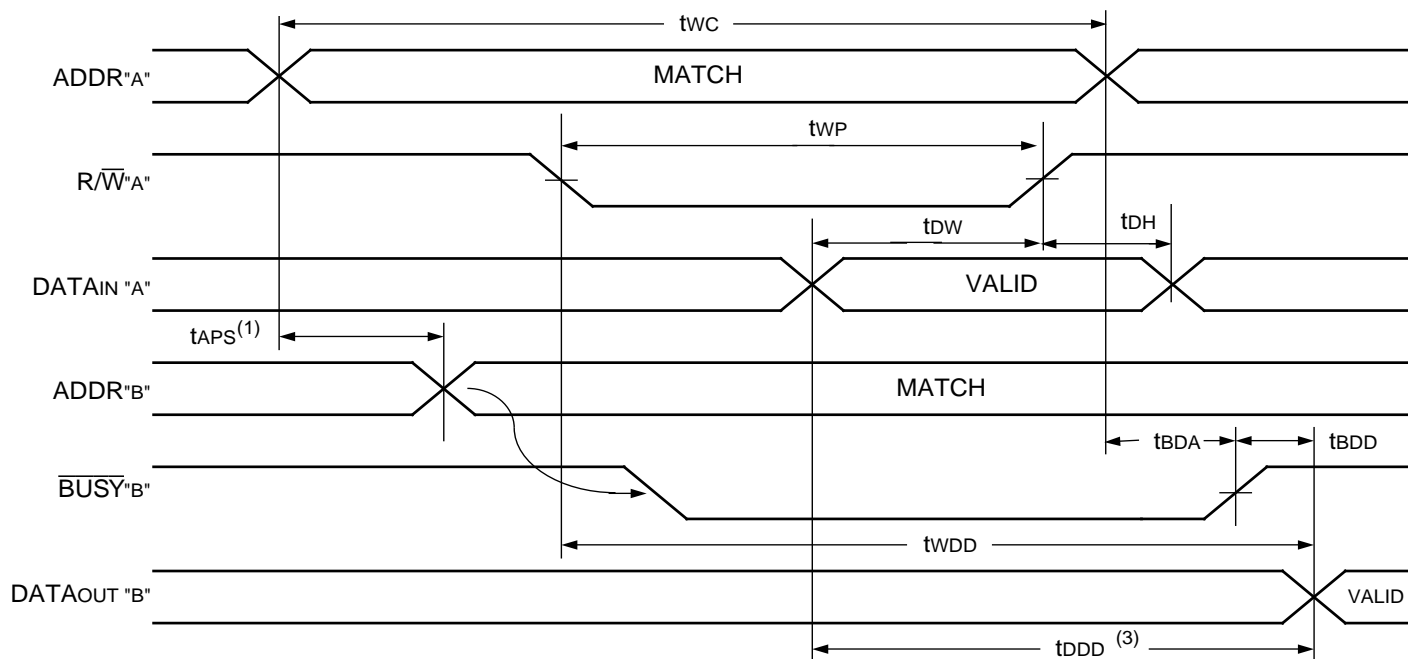 tWC
ADDR"A"
MATCH
tWP
R/W̅"A"
tDW
tDH
DATAIN "A"
VALID
tAPS(1)
ADDR"B"
MATCH
tBDA
tBDD
B̅U̅S̅Y̅"B"
tWDD
DATAOUT "B"
VALID
tDDD (3)